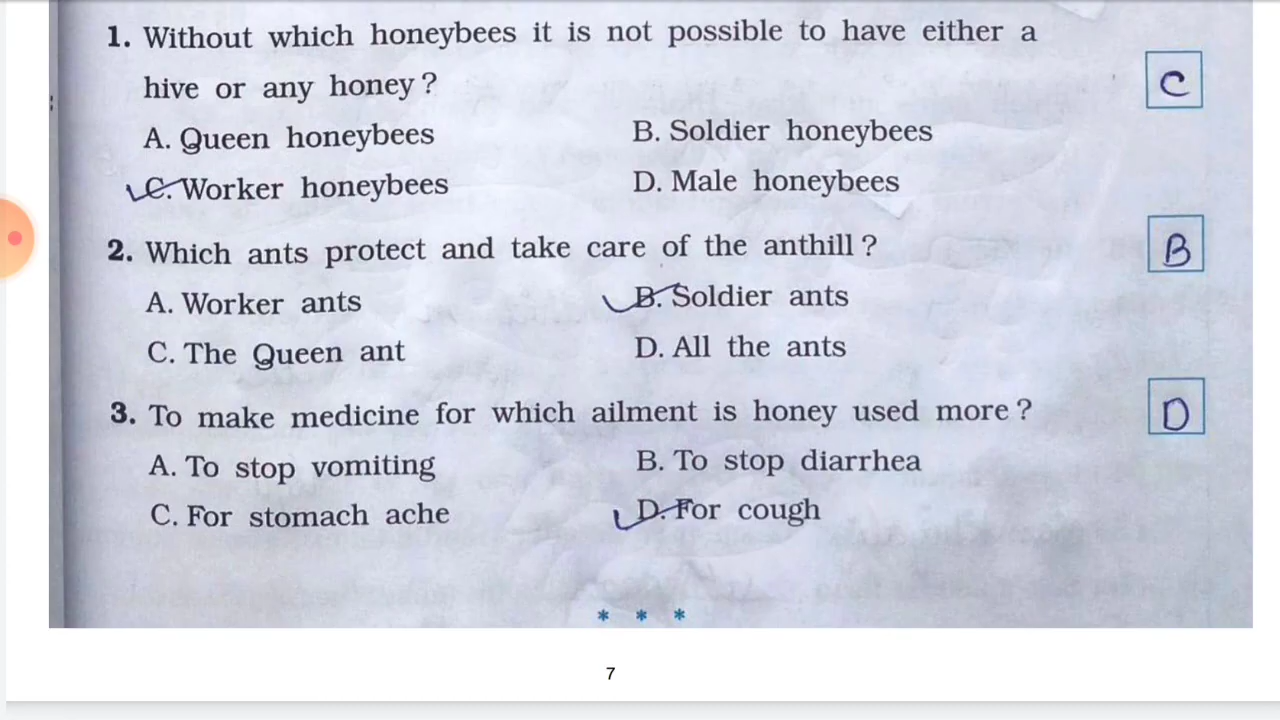 1. Without which honeybees it is not possible to have either a
hive or any honey?
C
A. Queen honeybees
B. Soldier honeybees
C. Worker honeybees
D. Male honeybees
2. Which ants protect and take care of the anthill?
B
A. Worker ants
B. Soldier ants
C. The Queen ant
D. All the ants
3. To make medicine for which ailment is honey used more?
D
A. To stop vomiting
B. To stop diarrhea
C. For stomach ache
D. For cough
* * *
7